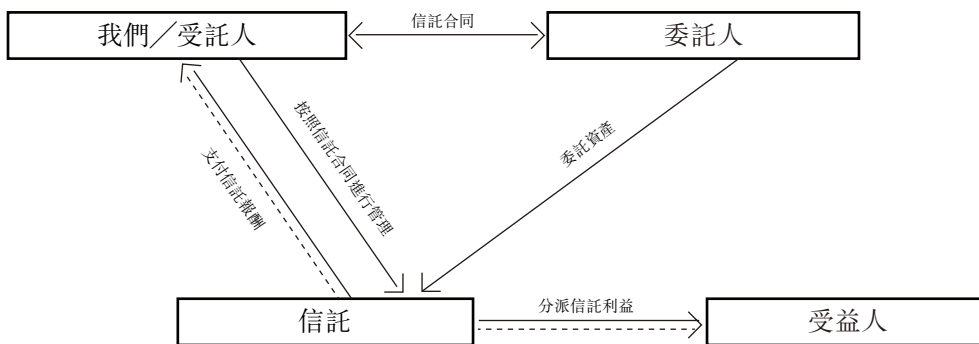 我們／受託人
信託合同
委託人
按照信託合同進行管理
支付信託報酬
委託資產
信託
分派信託利益
受益人